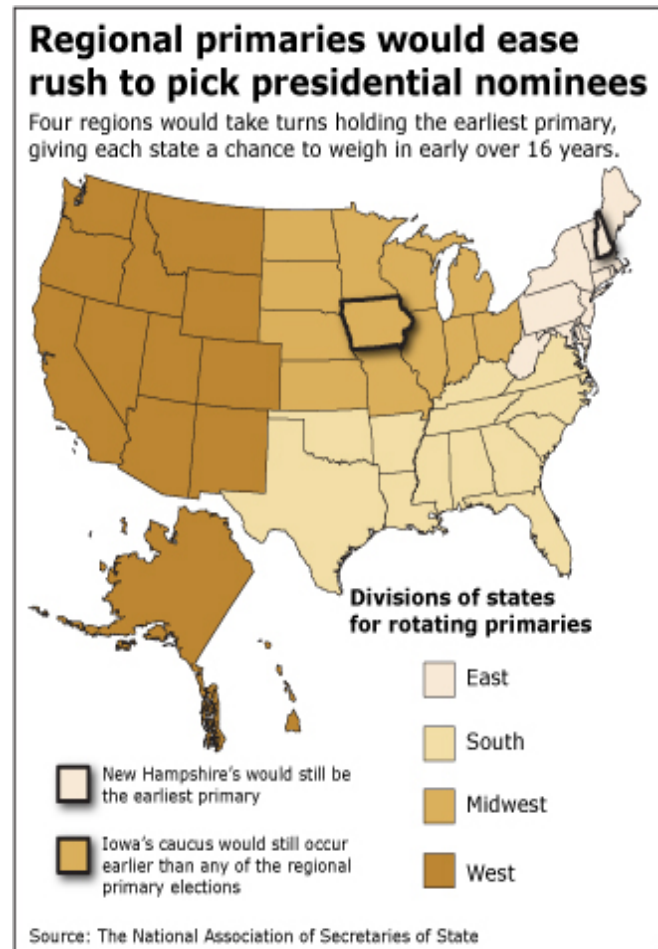 Regional primaries would ease
rush to pick presidential nominees
Four regions would take turns holding the earliest primary,
giving each state a chance to weigh in early over 16 years.
Divisions of states
for rotating primaries
East
South
Midwest
West
New Hampshire's would still be
the earliest primary
Iowa's caucus would still occur
earlier than any of the regional
primary elections
Source: The National Association of Secretaries of State